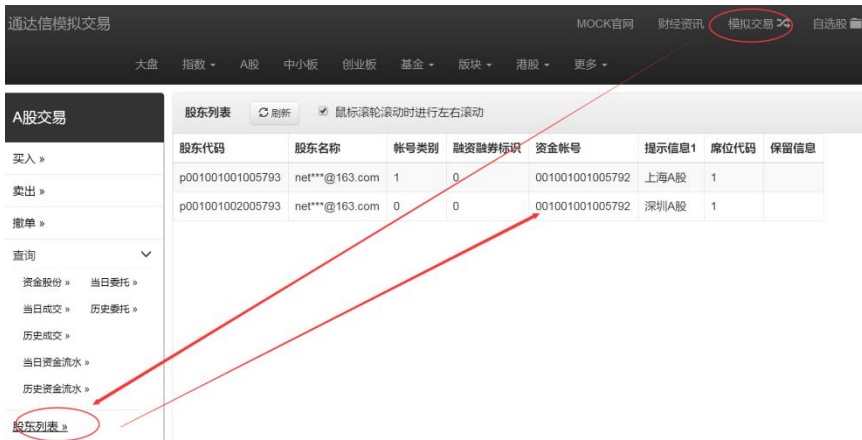 通达信模拟交易 MOCK官网 财经资讯 模拟交易 自选股
大盘 指数 A股 中小板 创业板 基金 版块 港股 更多
A股交易
股东列表 刷新 鼠标滚轮滚动时进行左右滚动
股东代码 股东名称 帐号类别 融资融券标识 资金帐号 提示信息1 席位代码 保留信息
p001001001005793 net***@163.com 1 0 001001001005792 上海A股 1
p001001002005793 net***@163.com 0 0 001001001005792 深圳A股 1
买入 »
卖出 »
撤单 »
查询
资金股份 » 当日委托 »
当日成交 » 历史委托 »
历史成交 »
当日资金流水 »
历史资金流水 »
股东列表 »